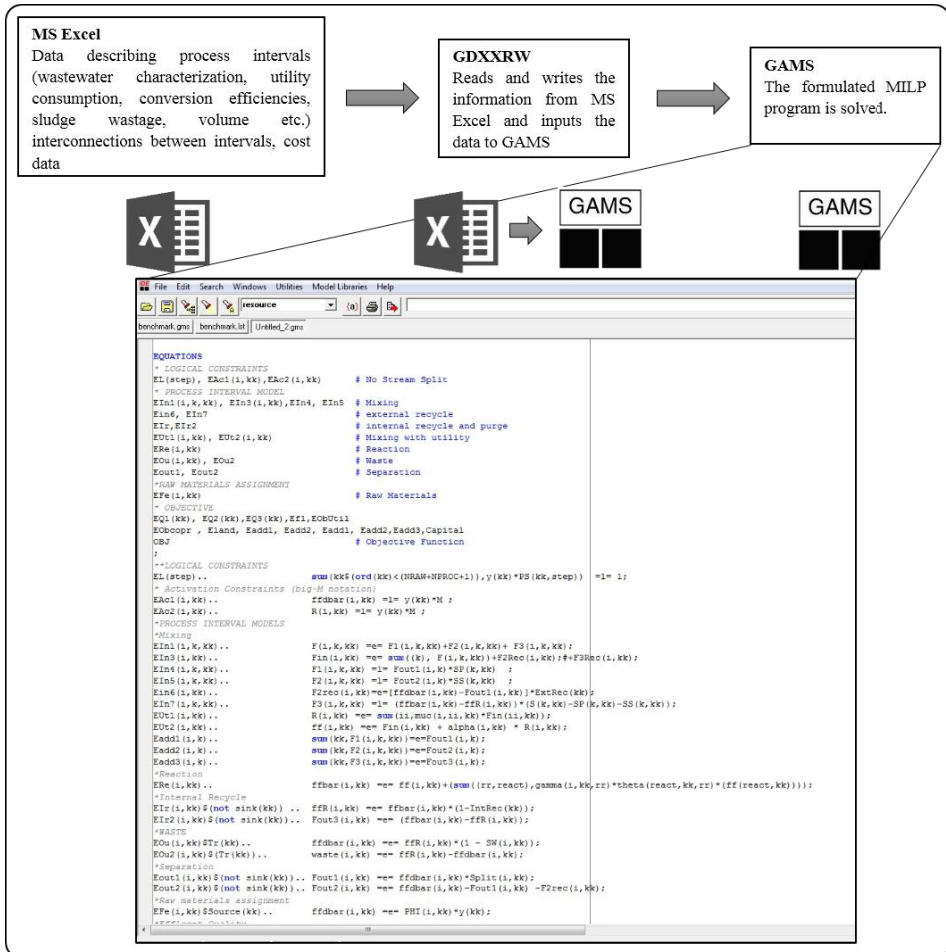 MS Excel
Data describing process intervals
(wastewater characterization, utility
consumption, conversion efficiencies,
sludge wastage, volume etc.)
interconnections between intervals, cost
data
GDXXRW
Reads and writes the
information from MS
Excel and inputs the
data to GAMS
GAMS
The formulated MILP
program is solved.
X
X
GAMS
GAMS
IDE File Edit Search Windows Utilities Model Libraries Help
resource {a}
benchmark.gms benchmark.lst Untitled_2.gms
EQUATIONS
* LOGICAL CONSTRAINTS
EL(step), EAc1(i,kk),EAc2(i,kk) # No Stream Split
* PROCESS INTERVAL MODEL
EIn1(i,k,kk), EIn3(i,kk),EIn4, EIn5 # Mixing
Ein6, EIn7 # external recycle
EIr,EIr2 # internal recycle and purge
EUt1(i,kk), EUt2(i,kk) # Mixing with utility
ERe(i,kk) # Reaction
EOu(i,kk), EOu2 # Waste
Eout1, Eout2 # Separation
*RAW MATERIALS ASSIGNMENT
EFe(i,kk) # Raw Materials
* OBJECTIVE
EQ1(kk), EQ2(kk),EQ3(kk),Ef1,EObUtil
EObcopr , Eland, Eadd1, Eadd2, Eadd1, Eadd2,Eadd3,Capital
OBJ # Objective Function
;
**LOGICAL CONSTRAINTS
EL(step).. sum(kk$(ord(kk)<(NRAW+NPROC+1)),y(kk)*PS(kk,step)) =l= 1;
* Activation Constraints (big-M notation)
EAc1(i,kk).. ffdbar(i,kk) =l= y(kk)*M ;
EAc2(i,kk).. R(i,kk) =l= y(kk)*M ;
*PROCESS INTERVAL MODELS
*Mixing
EIn1(i,k,kk).. F(i,k,kk) =e= F1(i,k,kk)+F2(i,k,kk)+ F3(i,k,kk);
EIn3(i,kk).. Fin(i,kk) =e= sum((k), F(i,k,kk))+F2Rec(i,kk);#+F3Rec(i,kk);
EIn4(i,k,kk).. F1(i,k,kk) =l= Fout1(i,k)*SP(k,kk) ;
EIn5(i,k,kk).. F2(i,k,kk) =l= Fout2(i,k)*SS(k,kk) ;
Ein6(i,kk).. F2rec(i,kk)=e=[ffdbar(i,kk)-Fout1(i,kk)]*ExtRec(kk);
EIn7(i,k,kk).. F3(i,k,kk) =l= (ffbar(i,kk)-ffR(i,kk))*(S(k,kk)-SP(k,kk)-SS(k,kk));
EUt1(i,kk).. R(i,kk) =e= sum(ii,muc(i,ii,kk)*Fin(ii,kk));
EUt2(i,kk).. ff(i,kk) =e= Fin(i,kk) + alpha(i,kk) * R(i,kk);
Eadd1(i,k).. sum(kk,F1(i,k,kk))=e=Fout1(i,k);
Eadd2(i,k).. sum(kk,F2(i,k,kk))=e=Fout2(i,k);
Eadd3(i,k).. sum(kk,F3(i,k,kk))=e=Fout3(i,k);
*Reaction
ERe(i,kk).. ffbar(i,kk) =e= ff(i,kk)+(sum((rr,react),gamma(i,kk,rr)*theta(react,kk,rr)*(ff(react,kk))));
*Internal Recycle
EIr(i,kk)$(not sink(kk)) .. ffR(i,kk) =e= ffbar(i,kk)*(1-IntRec(kk));
EIr2(i,kk)$(not sink(kk)).. Fout3(i,kk) =e= (ffbar(i,kk)-ffR(i,kk));
*WASTE
EOu(i,kk)$Tr(kk).. ffdbar(i,kk) =e= ffR(i,kk)*(1 - SW(i,kk));
EOu2(i,kk)$(Tr(kk)).. waste(i,kk) =e= ffR(i,kk)-ffdbar(i,kk);
*Separation
Eout1(i,kk)$(not sink(kk)).. Fout1(i,kk) =e= ffdbar(i,kk)*Split(i,kk);
Eout2(i,kk)$(not sink(kk)).. Fout2(i,kk) =e= ffdbar(i,kk)-Fout1(i,kk) -F2rec(i,kk);
*Raw materials assignment
EFe(i,kk)$Source(kk).. ffdbar(i,kk) =e= PHI(i,kk)*y(kk);
*Effluent Quality